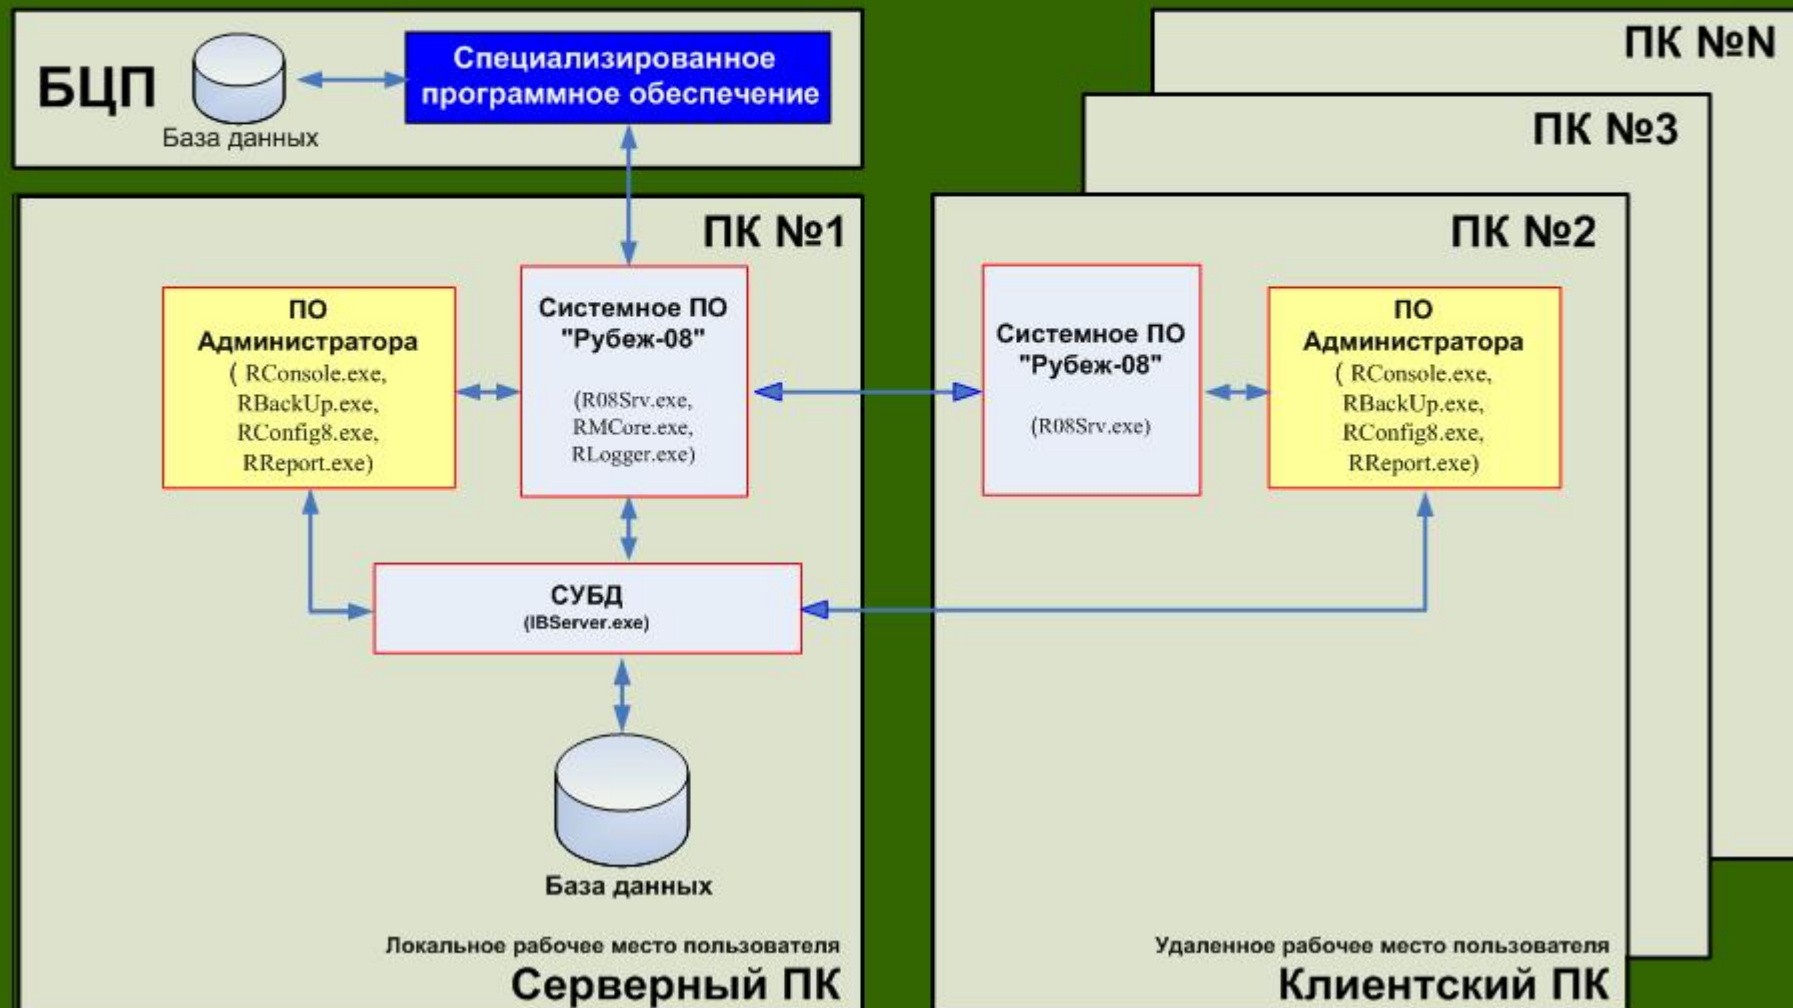 БЦП
База данных
Специализированное
программное обеспечение
ПК №N
ПК №3
ПК №1
ПО
Администратора
( RConsole.exe,
RBackUp.exe,
RConfig8.exe,
RReport.exe)
Системное ПО
"Рубеж-08"
(R08Srv.exe,
RMCore.exe,
RLogger.exe)
СУБД
(IBServer.exe)
База данных
Локальное рабочее место пользователя
Серверный ПК
ПК №2
Системное ПО
"Рубеж-08"
(R08Srv.exe)
ПО
Администратора
( RConsole.exe,
RBackUp.exe,
RConfig8.exe,
RReport.exe)
Удаленное рабочее место пользователя
Клиентский ПК